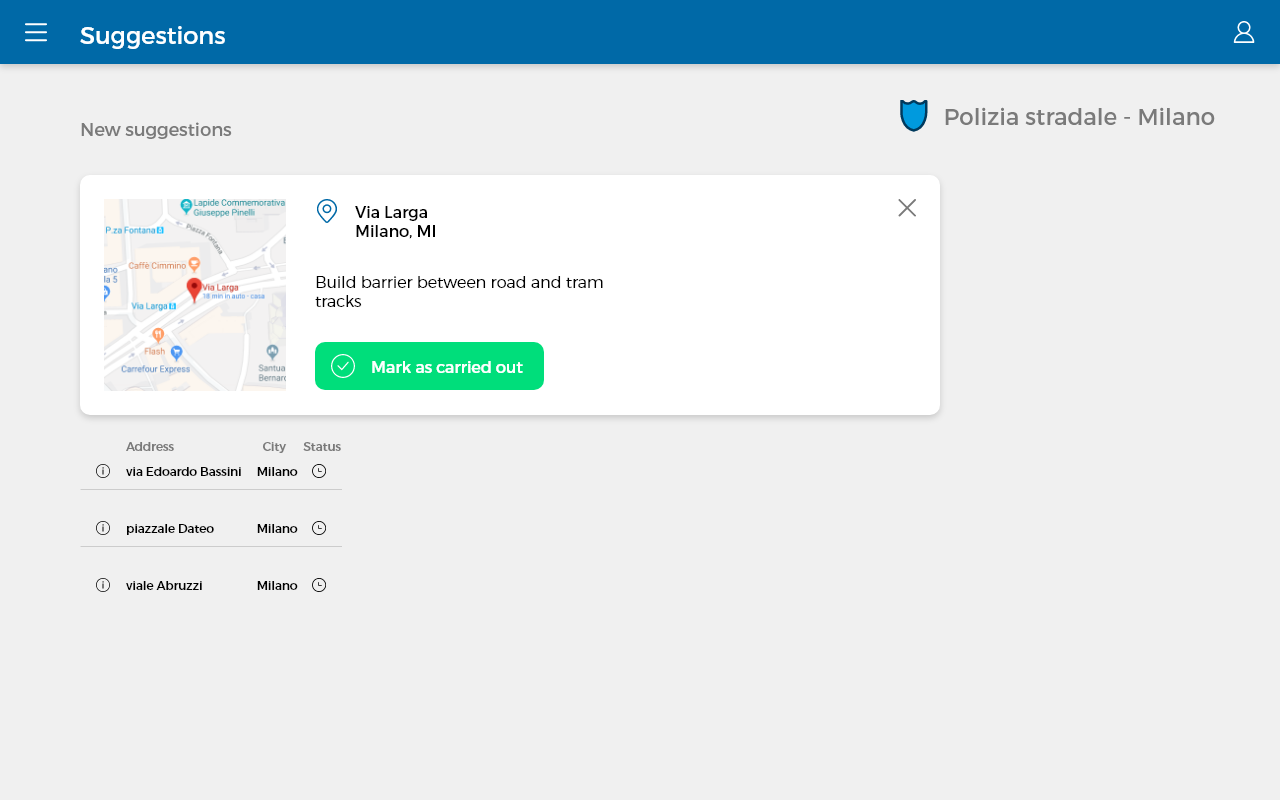 Suggestions
Polizia stradale - Milano
New suggestions
Lapide Commemorativa
Giuseppe Pinelli
P.za Fontana
Piazza Fontana
Caffè Cimmino
ano
da 5
Via Larga
18 min in auto - casa
Via Larga
Flash
Carrefour Express
Santua
Bernard
Via Larga
Milano, MI
Build barrier between road and tram
tracks
Mark as carried out
Address City Status
via Edoardo Bassini Milano
piazzale Dateo Milano
viale Abruzzi Milano